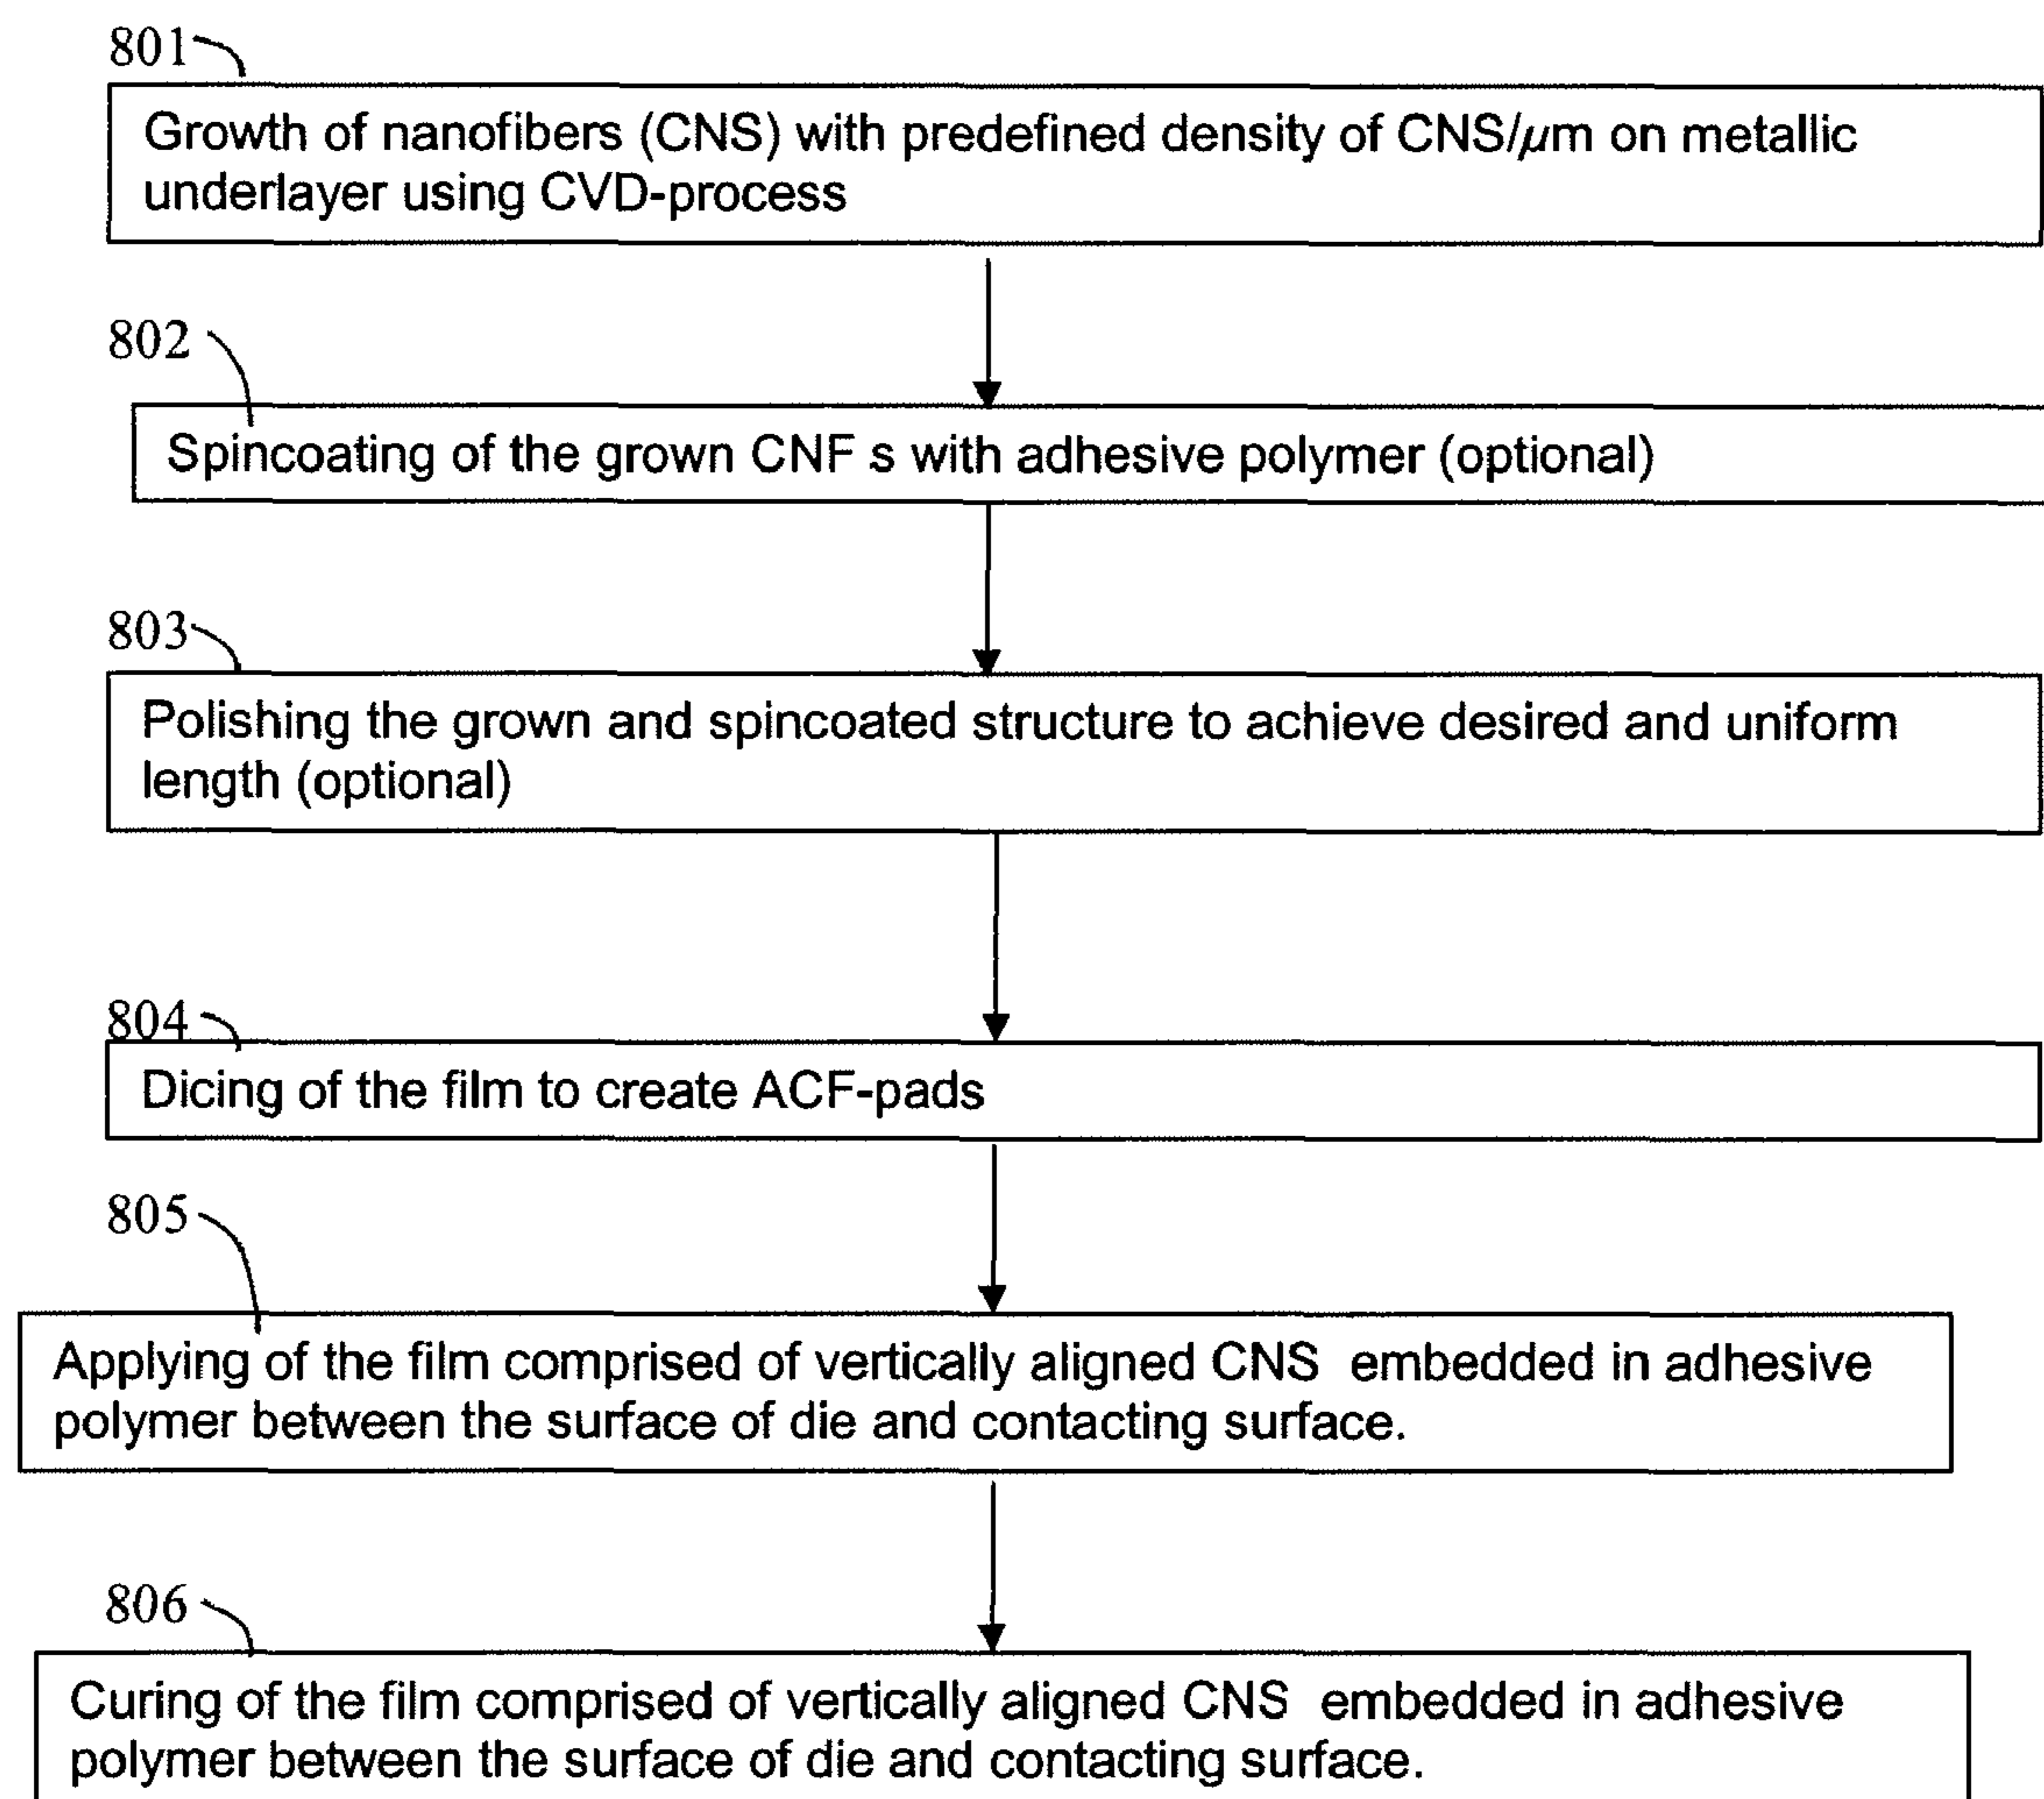 801
Growth of nanofibers (CNS) with predefined density of CNS/μm on metallic
underlayer using CVD-process
802
Spincoating of the grown CNF s with adhesive polymer (optional)
803
Polishing the grown and spincoated structure to achieve desired and uniform
length (optional)
804
Dicing of the film to create ACF-pads
805
Applying of the film comprised of vertically aligned CNS embedded in adhesive
polymer between the surface of die and contacting surface.
806
Curing of the film comprised of vertically aligned CNS embedded in adhesive
polymer between the surface of die and contacting surface.